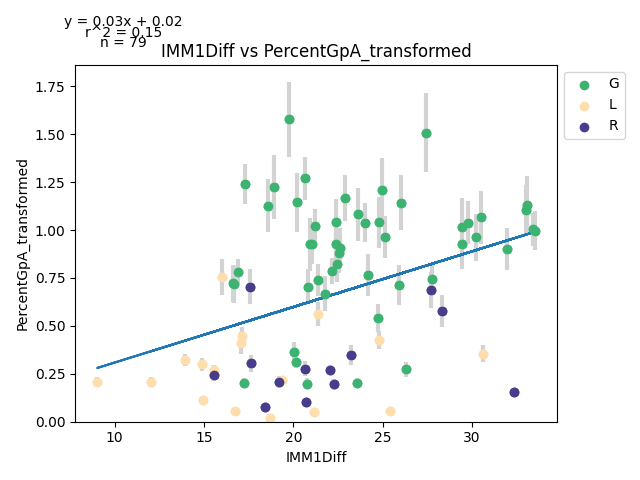 y = 0.03x + 0.02
r^2 = 0.15
n = 79
IMM1Diff vs PercentGpA_transformed
1.75
1.50
1.25
1.00
0.75
0.50
0.25
0.00
PercentGpA_transformed
10 15 20 25 30
IMM1Diff
G
L
R